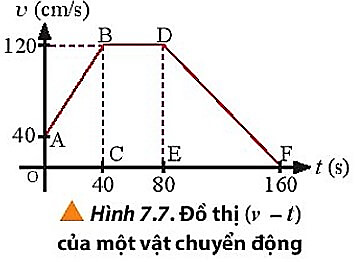 v (cm/s)
120
B
D
40
A
C
E
F
t (s)
O
40
80
160
Hình 7.7. Đồ thị (v – t)
của một vật chuyển động